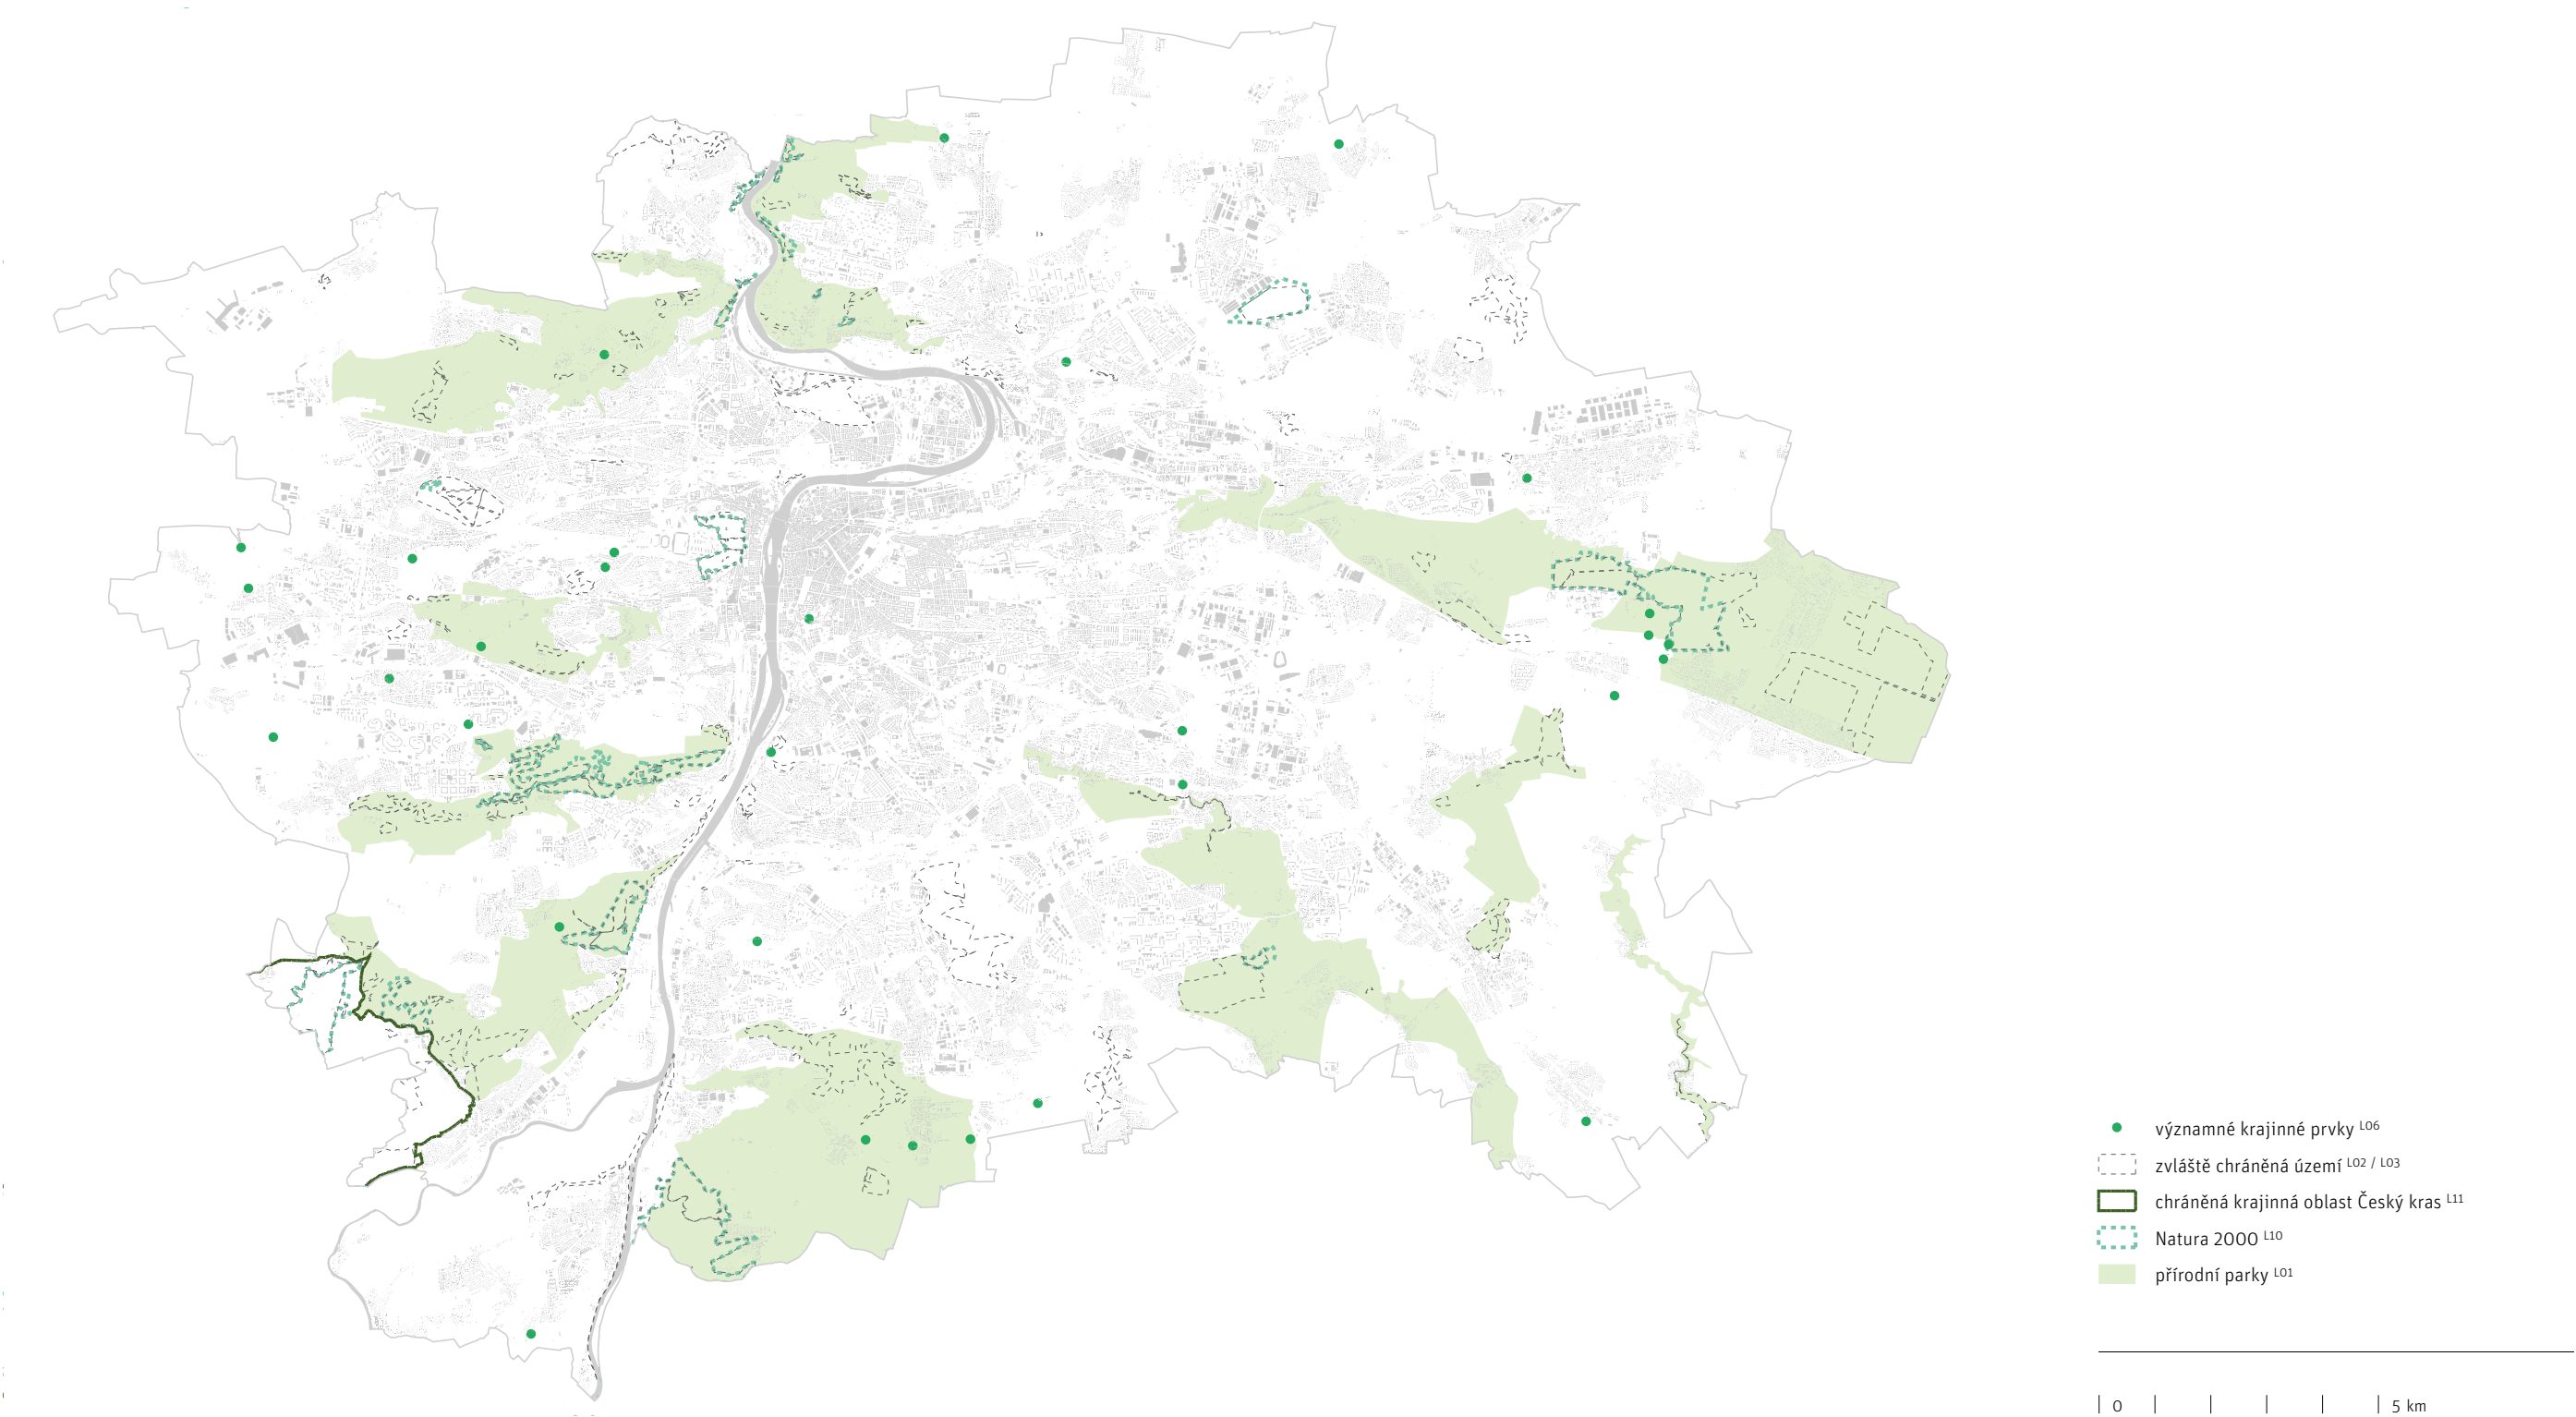 významné krajinné prvky L06
zvláště chráněná území L02 / L03
chráněná krajinná oblast Český kras L11
Natura 2000 L10
přírodní parky L01
0 5 km